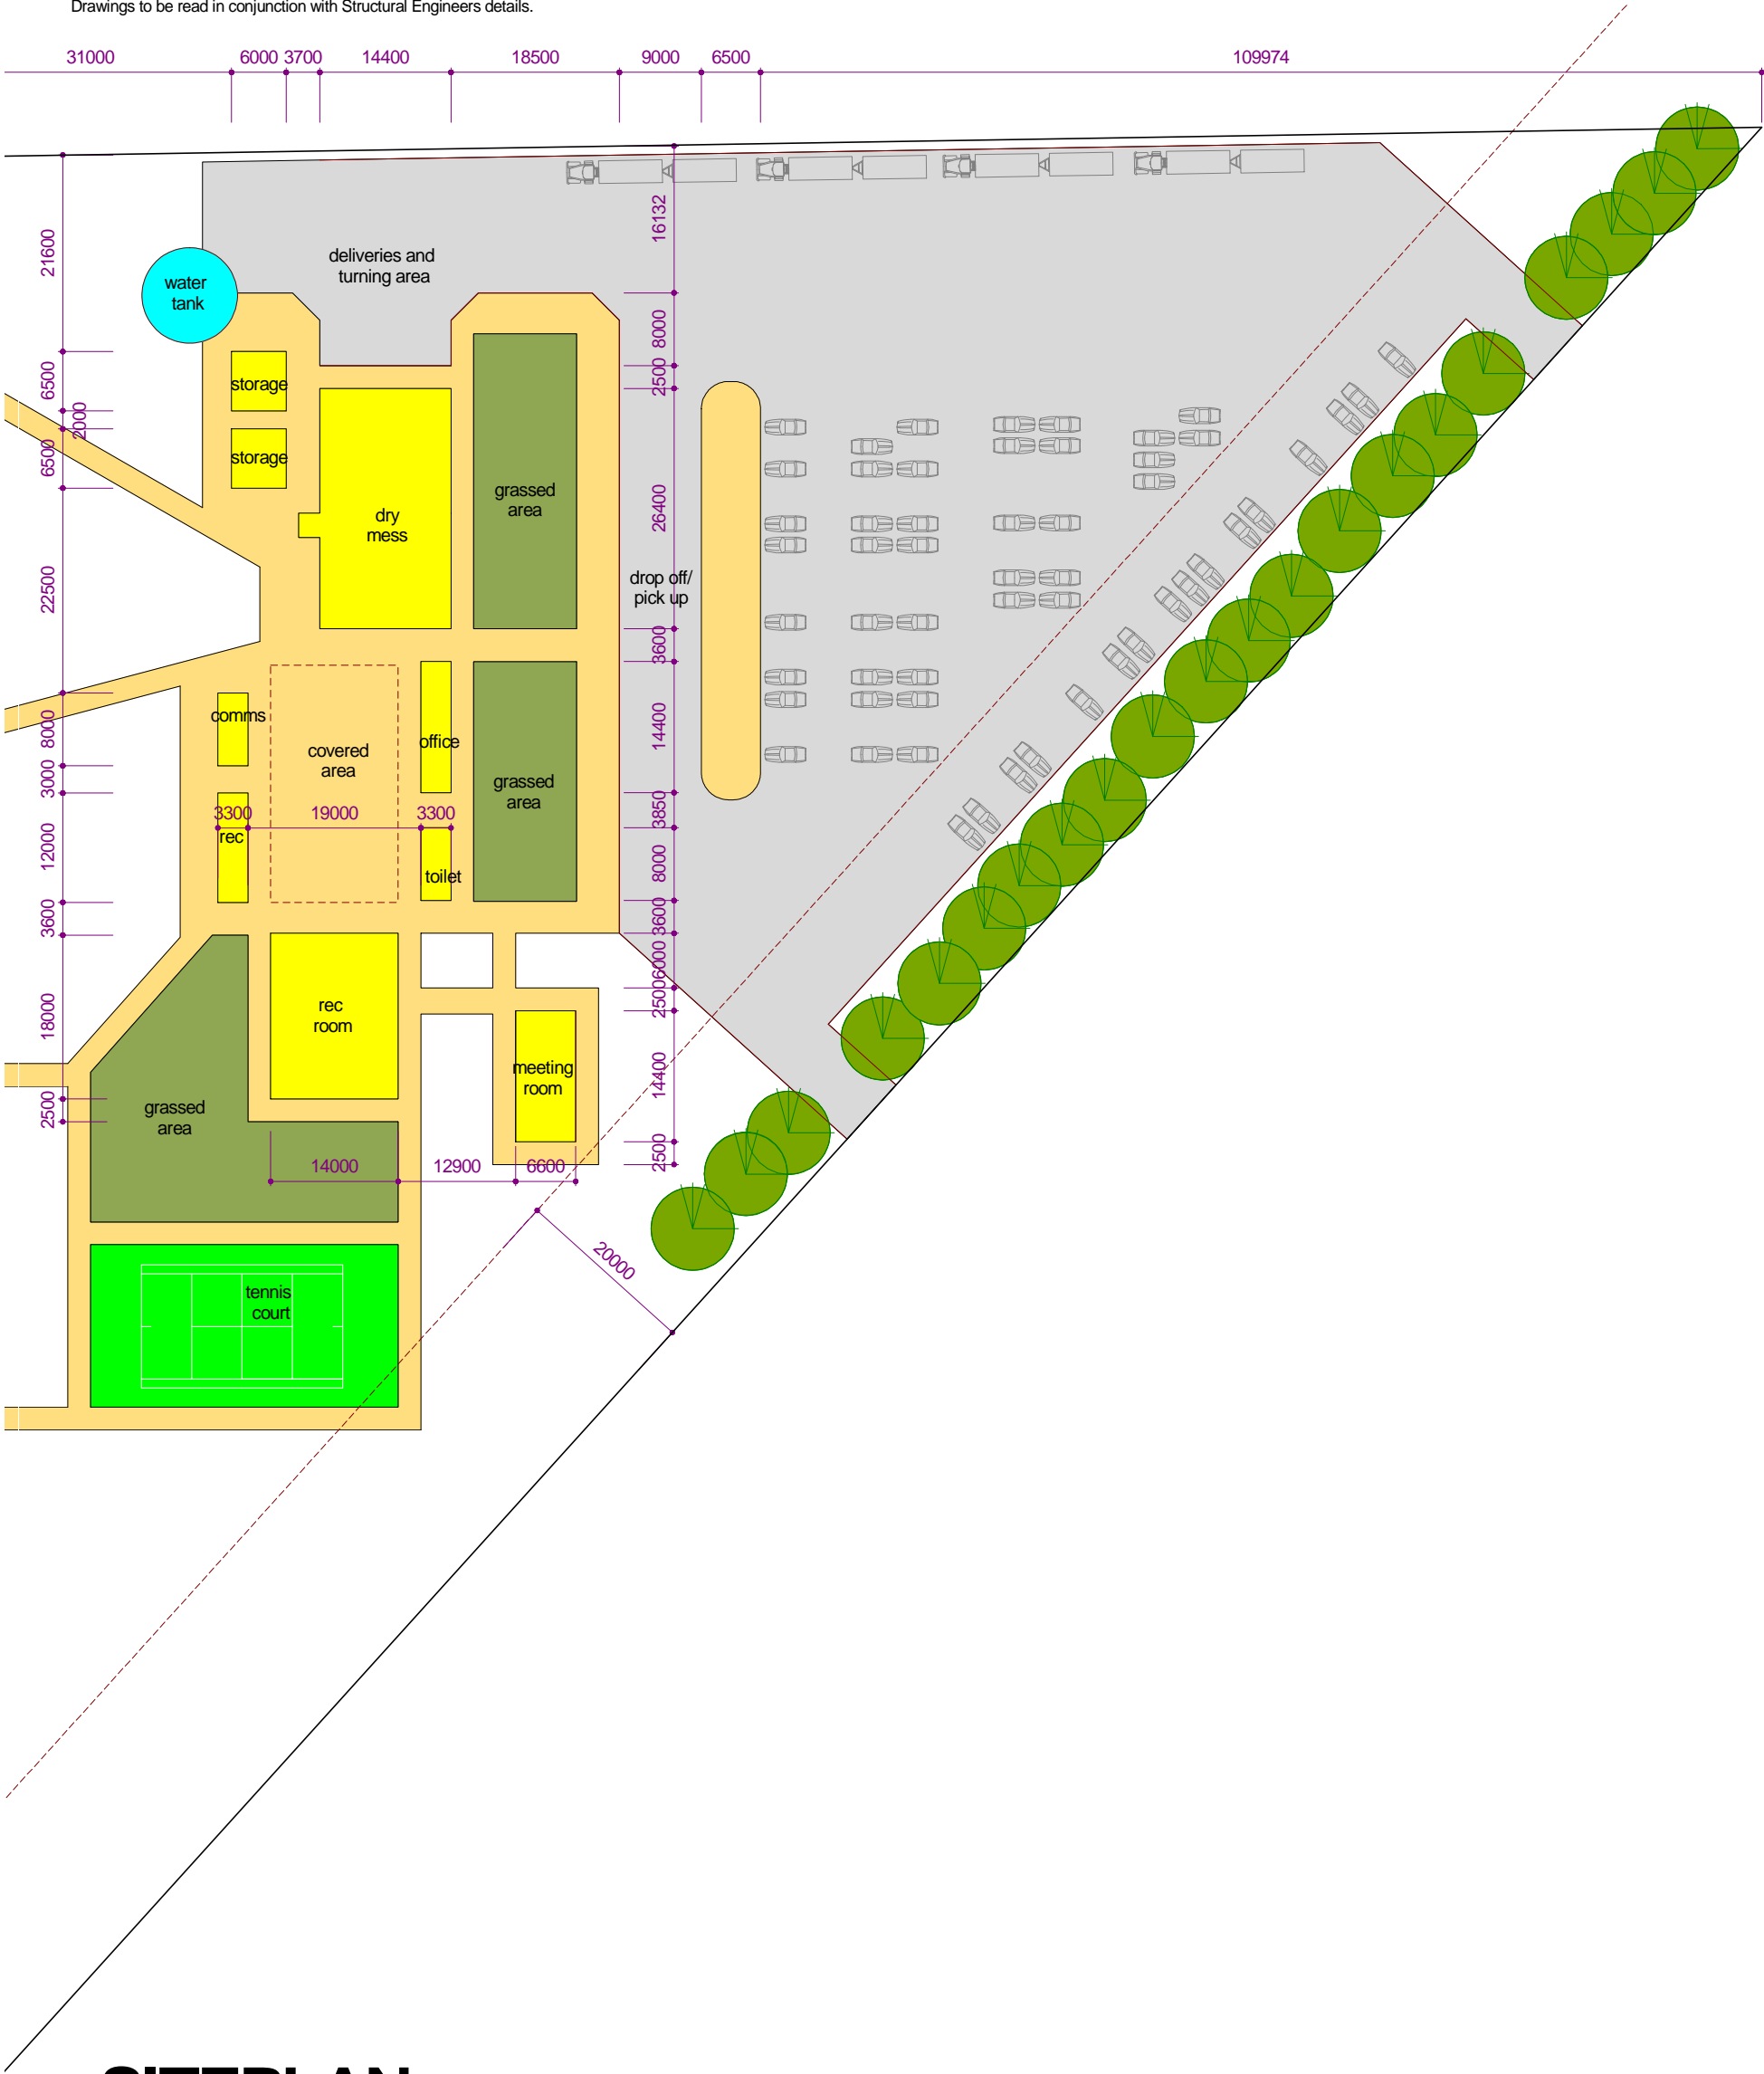 Drawings to be read in conjunction with Structural Engineers details.
31000
6000
3700
14400
18500
9000
6500
109974
21600
6500
2000
6500
22500
8000
3000
12000
3600
18000
2500
16132
8000
2500
26400
3600
14400
3850
8000
3600
6000
2500
14400
2500
deliveries and
turning area
water
tank
storage
storage
dry
mess
grassed
area
drop off/
pick up
comms
covered
area
office
grassed
area
3300
19000
3300
rec
toilet
rec
room
meeting
room
grassed
area
14000
12900
6600
20000
tennis
court
SITEPLAN